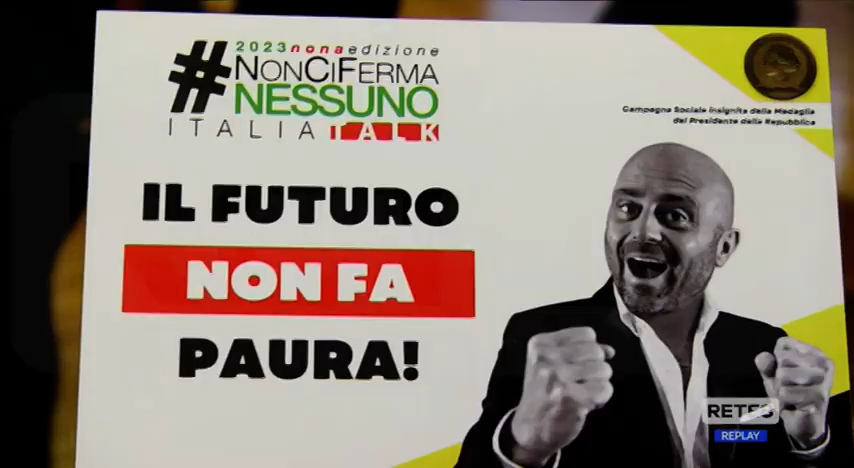 2023nonaedizione
#NonCiFerma
NESSUNO
ITALIA TALK
Campagna Sociale insignita della Medaglia
del Presidente della Repubblica
IL FUTURO
NON FA
PAURA!
RETE8
REPLAY